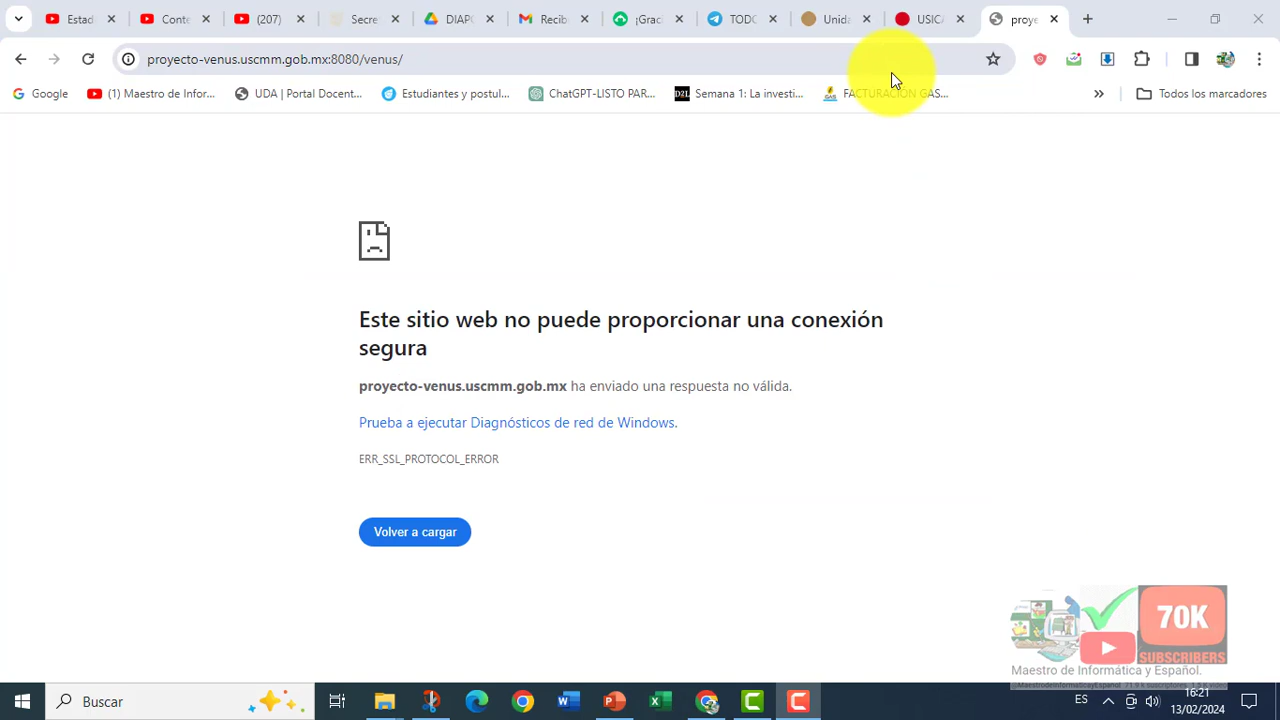 Estad
Conte
(207)
Secre
DIAPO
Recib
¡Grac
TODO
Unida
USICA
proye
proyecto-venus.uscmm.gob.mx:8080/venus/
Google
(1) Maestro de Infor...
UDA | Portal Docent...
Estudiantes y postul...
ChatGPT-LISTO PAR...
Semana 1: La investi...
FACTURACIÓN GAS...
»
Todos los marcadores
Este sitio web no puede proporcionar una conexión
segura
proyecto-venus.uscmm.gob.mx ha enviado una respuesta no válida.
Prueba a ejecutar Diagnósticos de red de Windows.
ERR_SSL_PROTOCOL_ERROR
Volver a cargar
70K
SUBSCRIBERS
Maestro de Informática y Español.
Buscar
ES
16:21
13/02/2024